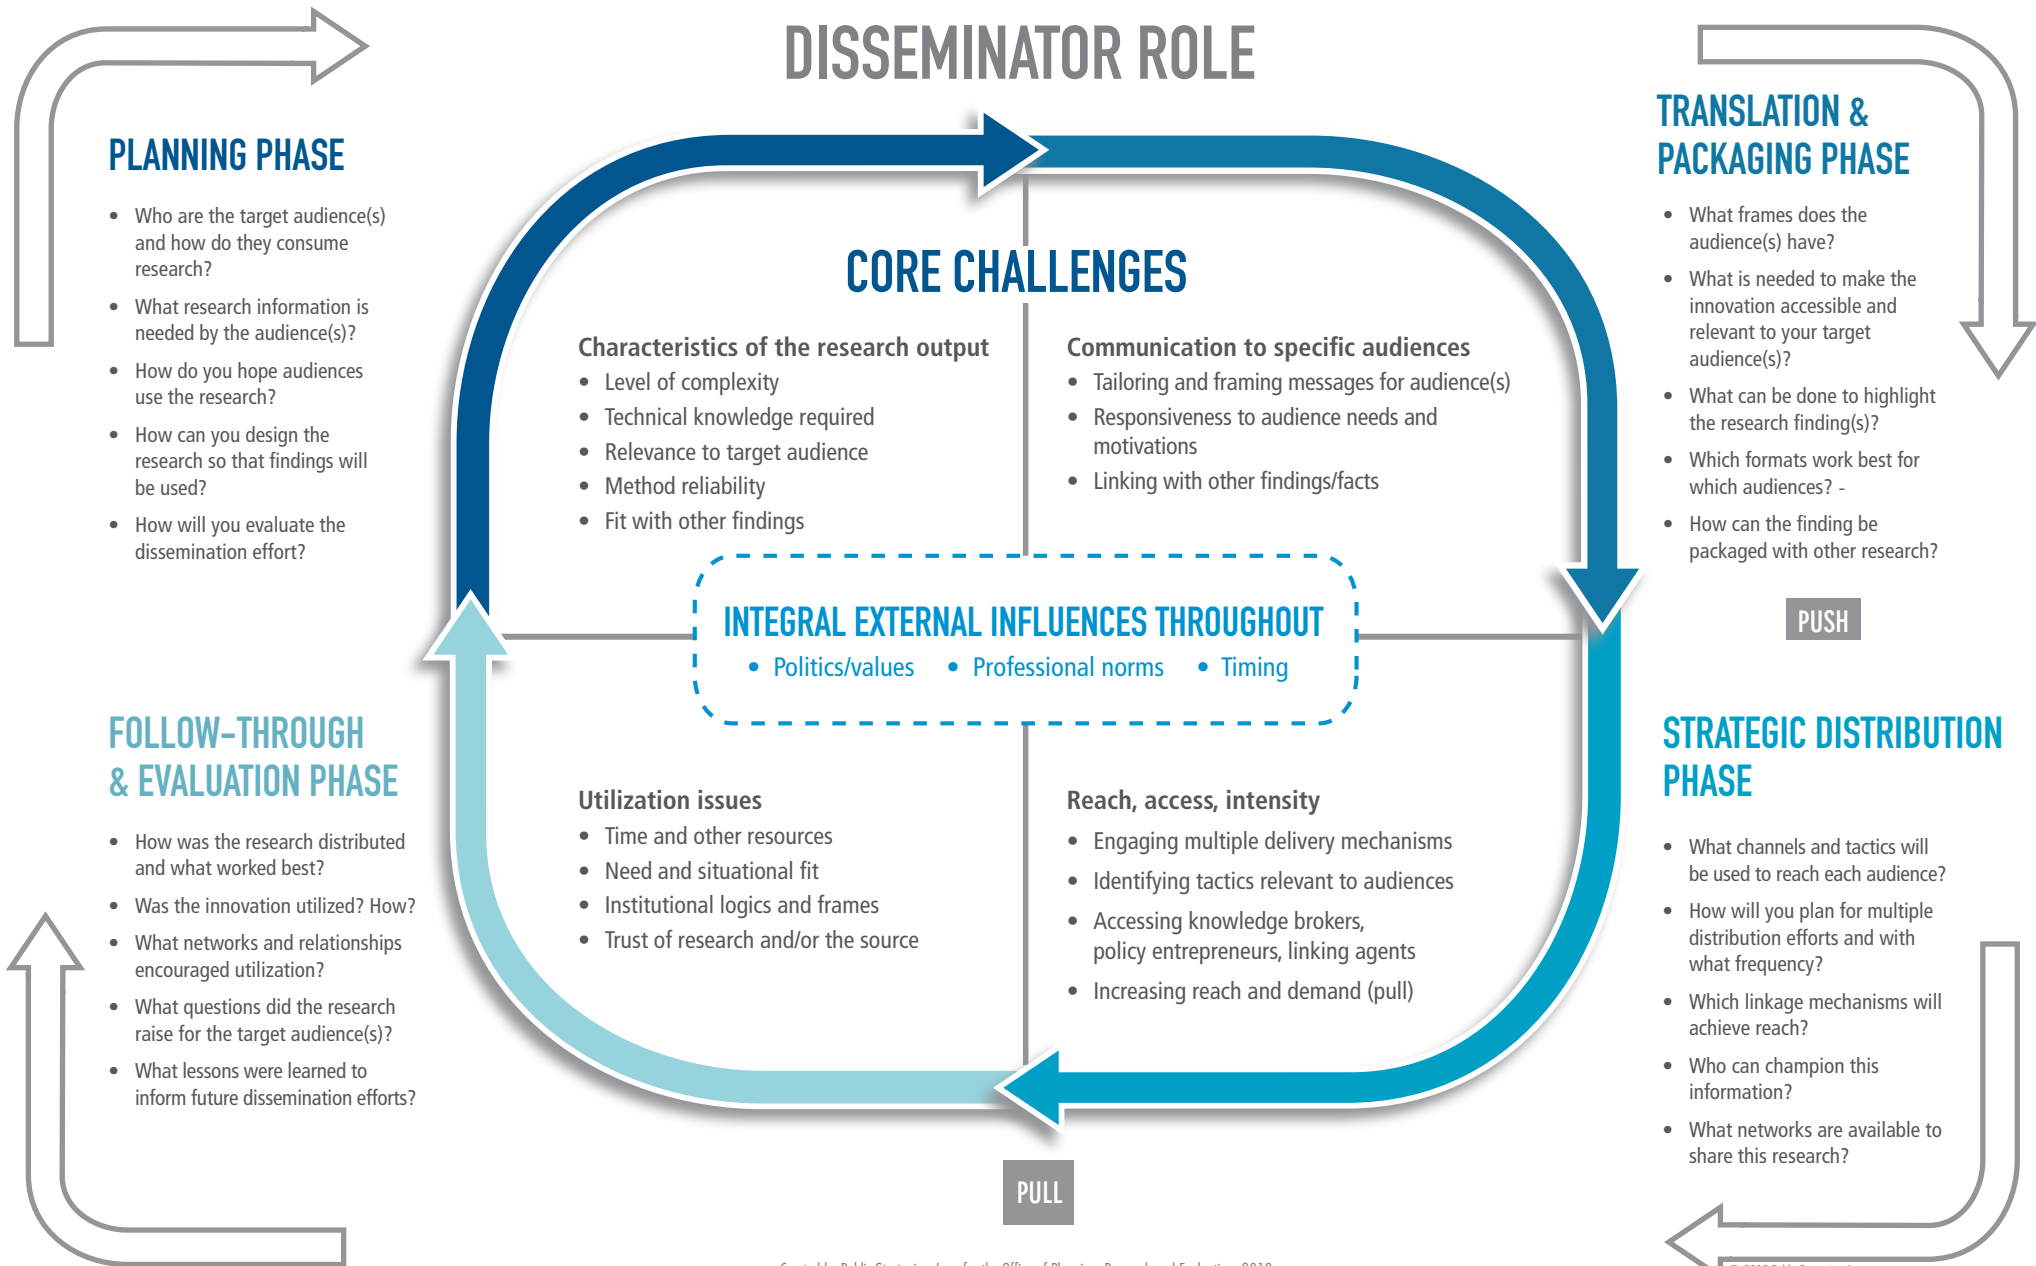 DISSEMINATOR ROLE
PLANNING PHASE
• Who are the target audience(s)
and how do they consume
research?
• What research information is
needed by the audience(s)?
• How do you hope audiences
use the research?
• How can you design the
research so that findings will
be used?
• How will you evaluate the
dissemination effort?
TRANSLATION &
PACKAGING PHASE
• What frames does the
audience(s) have?
• What is needed to make the
innovation accessible and
relevant to your target
audience(s)?
• What can be done to highlight
the research finding(s)?
• Which formats work best for
which audiences? -
• How can the finding be
packaged with other research?
PUSH
CORE CHALLENGES
Characteristics of the research output
• Level of complexity
• Technical knowledge required
• Relevance to target audience
• Method reliability
• Fit with other findings
Communication to specific audiences
• Tailoring and framing messages for audience(s)
• Responsiveness to audience needs and
motivations
• Linking with other findings/facts
INTEGRAL EXTERNAL INFLUENCES THROUGHOUT
• Politics/values • Professional norms • Timing
Utilization issues
• Time and other resources
• Need and situational fit
• Institutional logics and frames
• Trust of research and/or the source
Reach, access, intensity
• Engaging multiple delivery mechanisms
• Identifying tactics relevant to audiences
• Accessing knowledge brokers,
policy entrepreneurs, linking agents
• Increasing reach and demand (pull)
FOLLOW-THROUGH
& EVALUATION PHASE
• How was the research distributed
and what worked best?
• Was the innovation utilized? How?
• What networks and relationships
encouraged utilization?
• What questions did the research
raise for the target audience(s)?
• What lessons were learned to
inform future dissemination efforts?
STRATEGIC DISTRIBUTION
PHASE
• What channels and tactics will
be used to reach each audience?
• How will you plan for multiple
distribution efforts and with
what frequency?
• Which linkage mechanisms will
achieve reach?
• Who can champion this
information?
• What networks are available to
share this research?
PULL